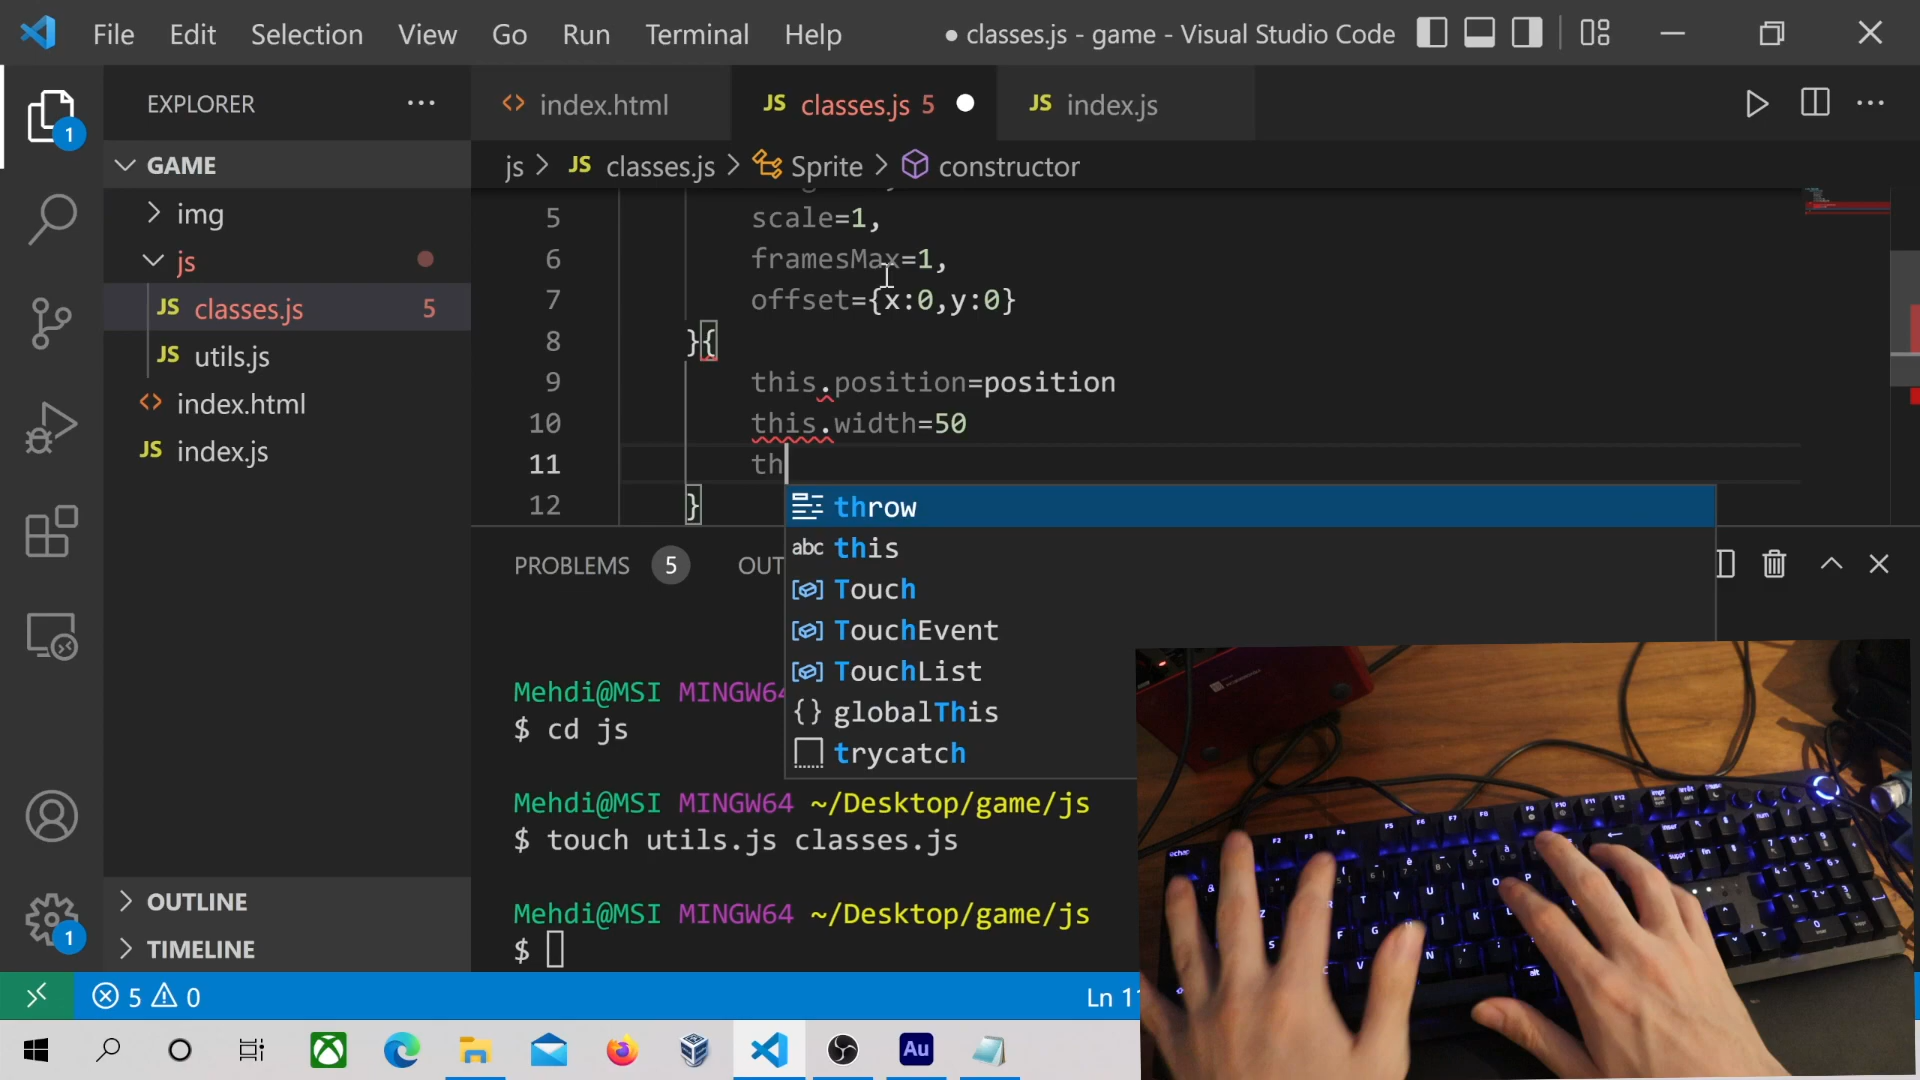 File Edit Selection View Go Run Terminal Help
● classes.js - game - Visual Studio Code
EXPLORER
index.html
JS classes.js 5
JS index.js
js > JS classes.js > Sprite > constructor
1
GAME
img
js
JS classes.js 5
JS utils.js
index.html
JS index.js
OUTLINE
TIMELINE
1
5 scale=1,
6 framesMax=1,
7 offset={x:0,y:0}
8 }{
9 this.position=position
10 this.width=50
11 th
12 }
throw
abc this
Touch
TouchEvent
TouchList
globalThis
trycatch
PROBLEMS 5 OUT
Mehdi@MSI MINGW64
$ cd js
Mehdi@MSI MINGW64 ~/Desktop/game/js
$ touch utils.js classes.js
Mehdi@MSI MINGW64 ~/Desktop/game/js
$
5 0
Ln 1
Au